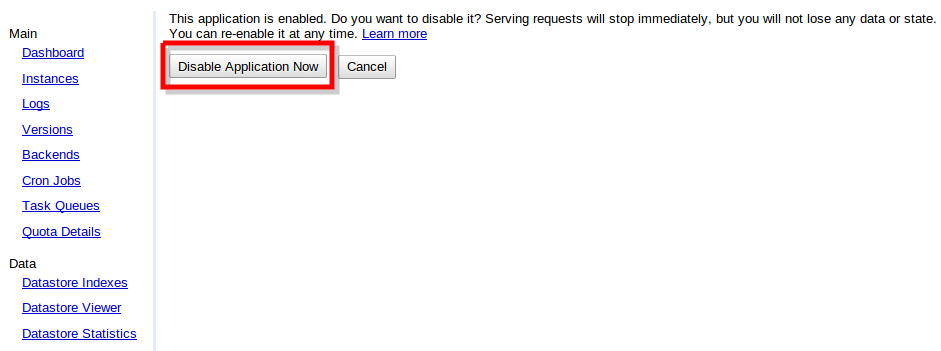 Main
Dashboard
Instances
Logs
Versions
Backends
Cron Jobs
Task Queues
Quota Details
Data
Datastore Indexes
Datastore Viewer
Datastore Statistics
This application is enabled. Do you want to disable it? Serving requests will stop immediately, but you will not lose any data or state.
You can re-enable it at any time. Learn more
Disable Application Now
Cancel